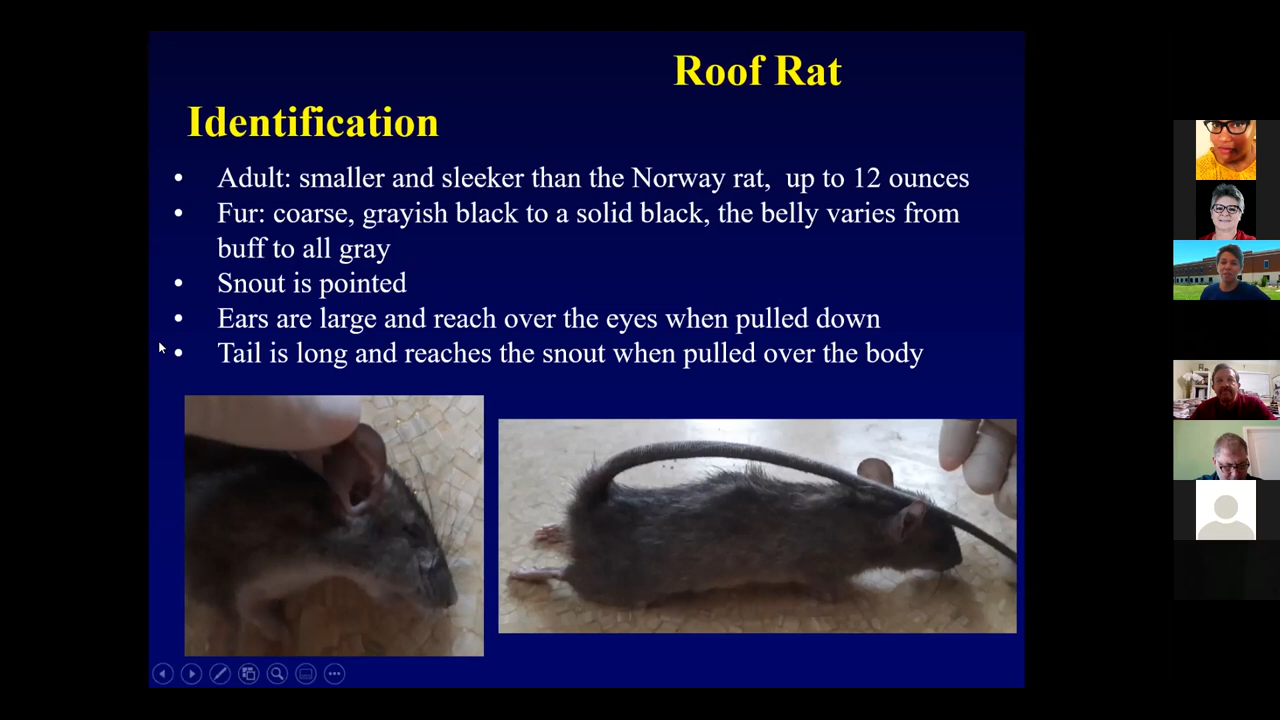 Roof Rat
Identification
• Adult: smaller and sleeker than the Norway rat,  up to 12 ounces
• Fur: coarse, grayish black to a solid black, the belly varies from
buff to all gray
• Snout is pointed
• Ears are large and reach over the eyes when pulled down
• Tail is long and reaches the snout when pulled over the body